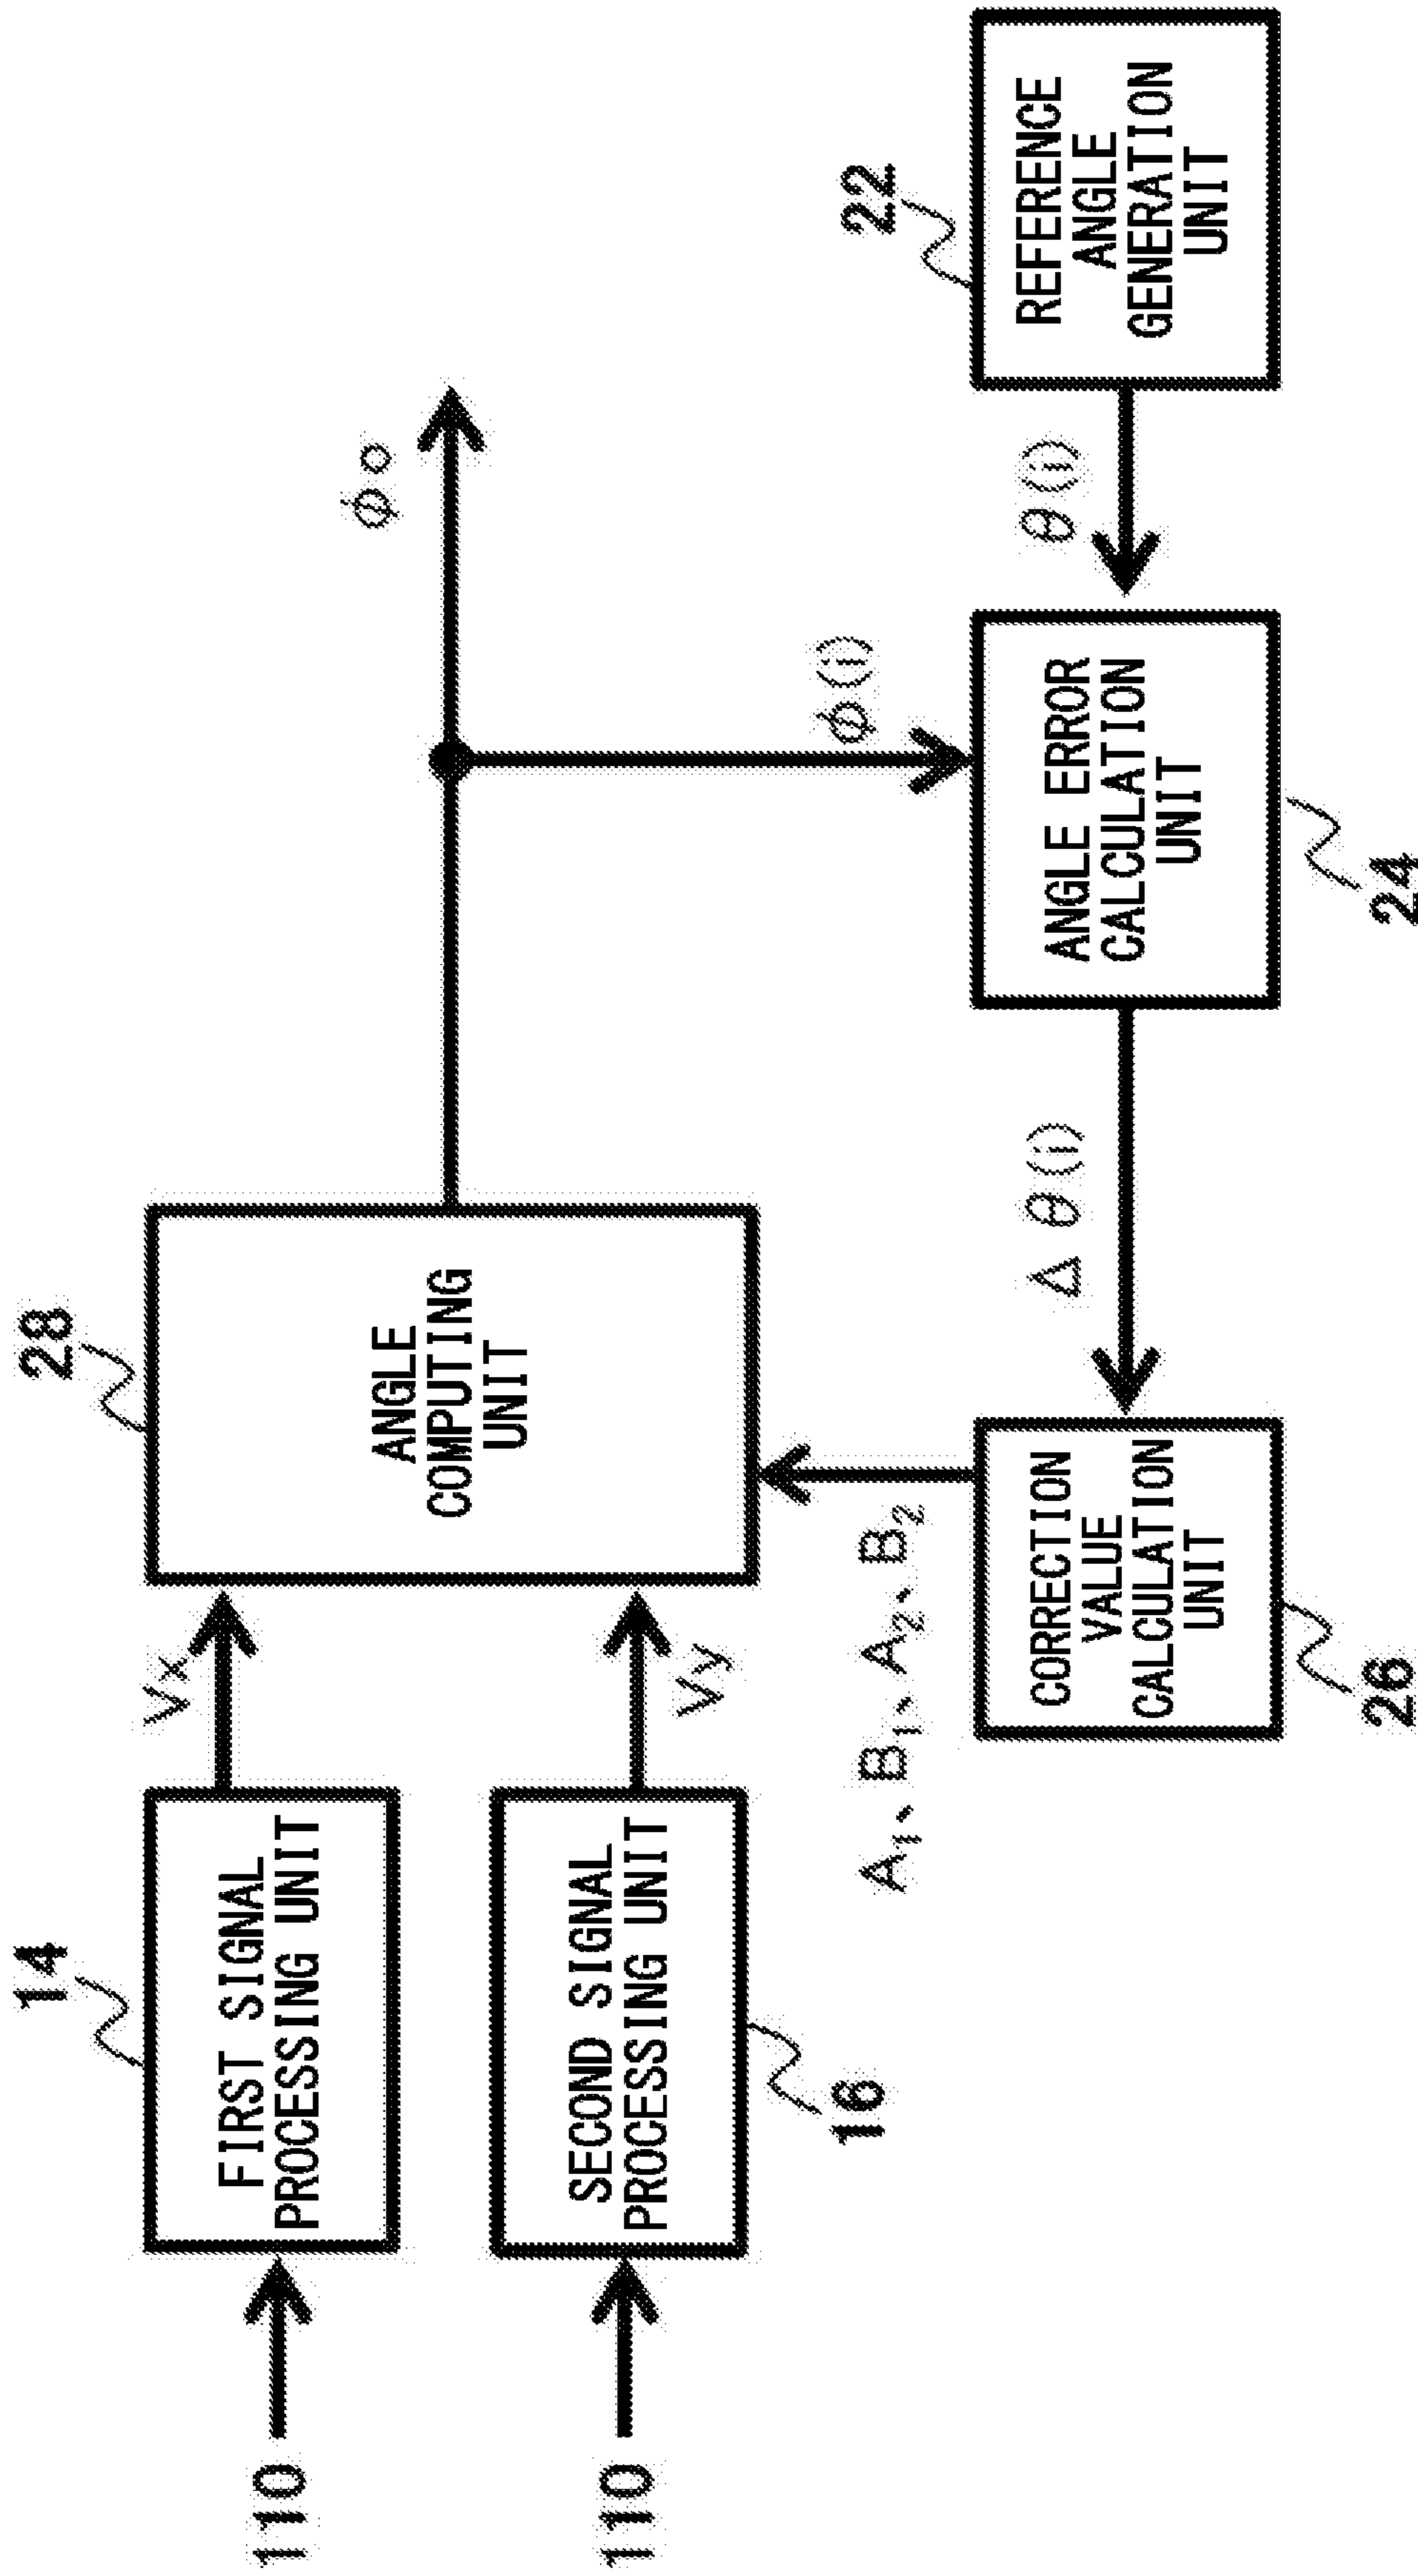 14
28
110
FIRST SIGNAL
PROCESSING UNIT
Vx
ANGLE
COMPUTING
UNIT
φo
110
SECOND SIGNAL
PROCESSING UNIT
Vy
16
A₁、B₁、A₂、B₂
φ(i)
22
CORRECTION
VALUE
CALCULATION
UNIT
Δθ(i)
ANGLE ERROR
CALCULATION
UNIT
θ(i)
REFERENCE
ANGLE
GENERATION
UNIT
26
24